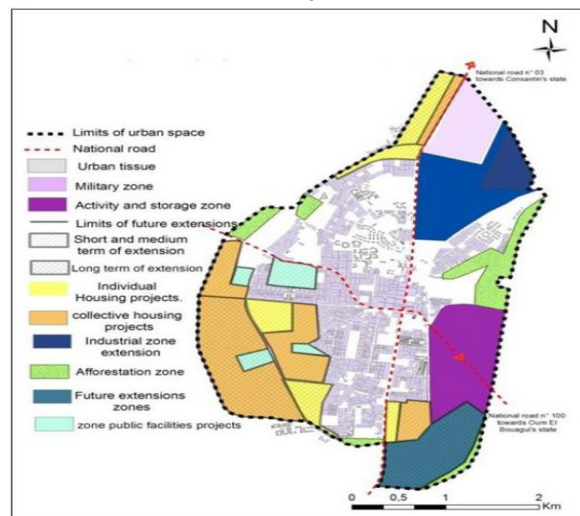 N
National road n° 03
towards Consantin's state
Limits of urban space
National road
Urban tissue
Military zone
Activity and storage zone
Limits of future extensions
Short and medium
term of extension
Long term of extension
Individual
Housing projects.
collective housing
projects
Industrial zone
extension
Afforestation zone
Future extensions
zones
zone public facilities projects
National road n° 100
towards Oum El
Bouagui's state
0 0,5 1 2
Km